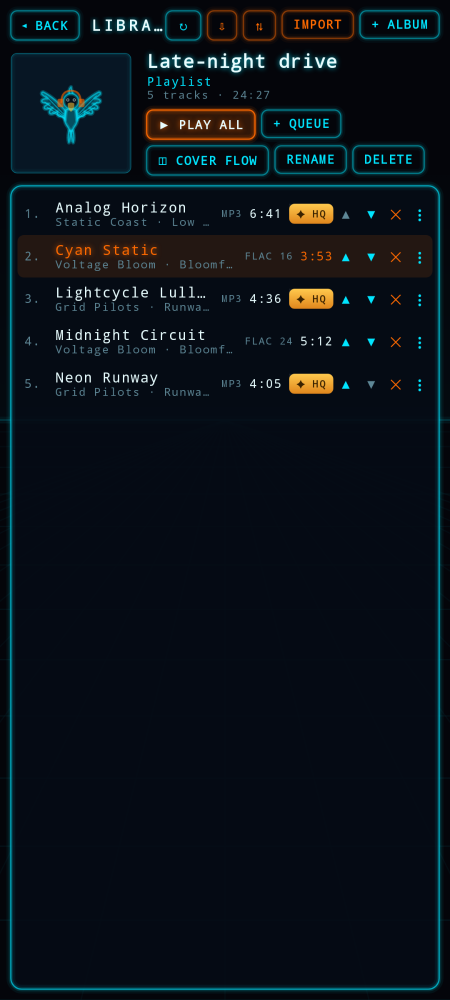 ◂ BACK LIBRA… ↻ ⇩ ⇅ IMPORT + ALBUM
Late-night drive
Playlist
5 tracks · 24:27
▶ PLAY ALL + QUEUE
◫ COVER FLOW RENAME DELETE
1. Analog Horizon MP3 6:41 ✦ HQ ▲ ▼ ✕ ⋮
Static Coast · Low …
2. Cyan Static FLAC 16 3:53 ▲ ▼ ✕ ⋮
Voltage Bloom · Bloomf…
3. Lightcycle Lull… MP3 4:36 ✦ HQ ▲ ▼ ✕ ⋮
Grid Pilots · Runwa…
4. Midnight Circuit FLAC 24 5:12 ▲ ▼ ✕ ⋮
Voltage Bloom · Bloomf…
5. Neon Runway MP3 4:05 ✦ HQ ▲ ▼ ✕ ⋮
Grid Pilots · Runwa…